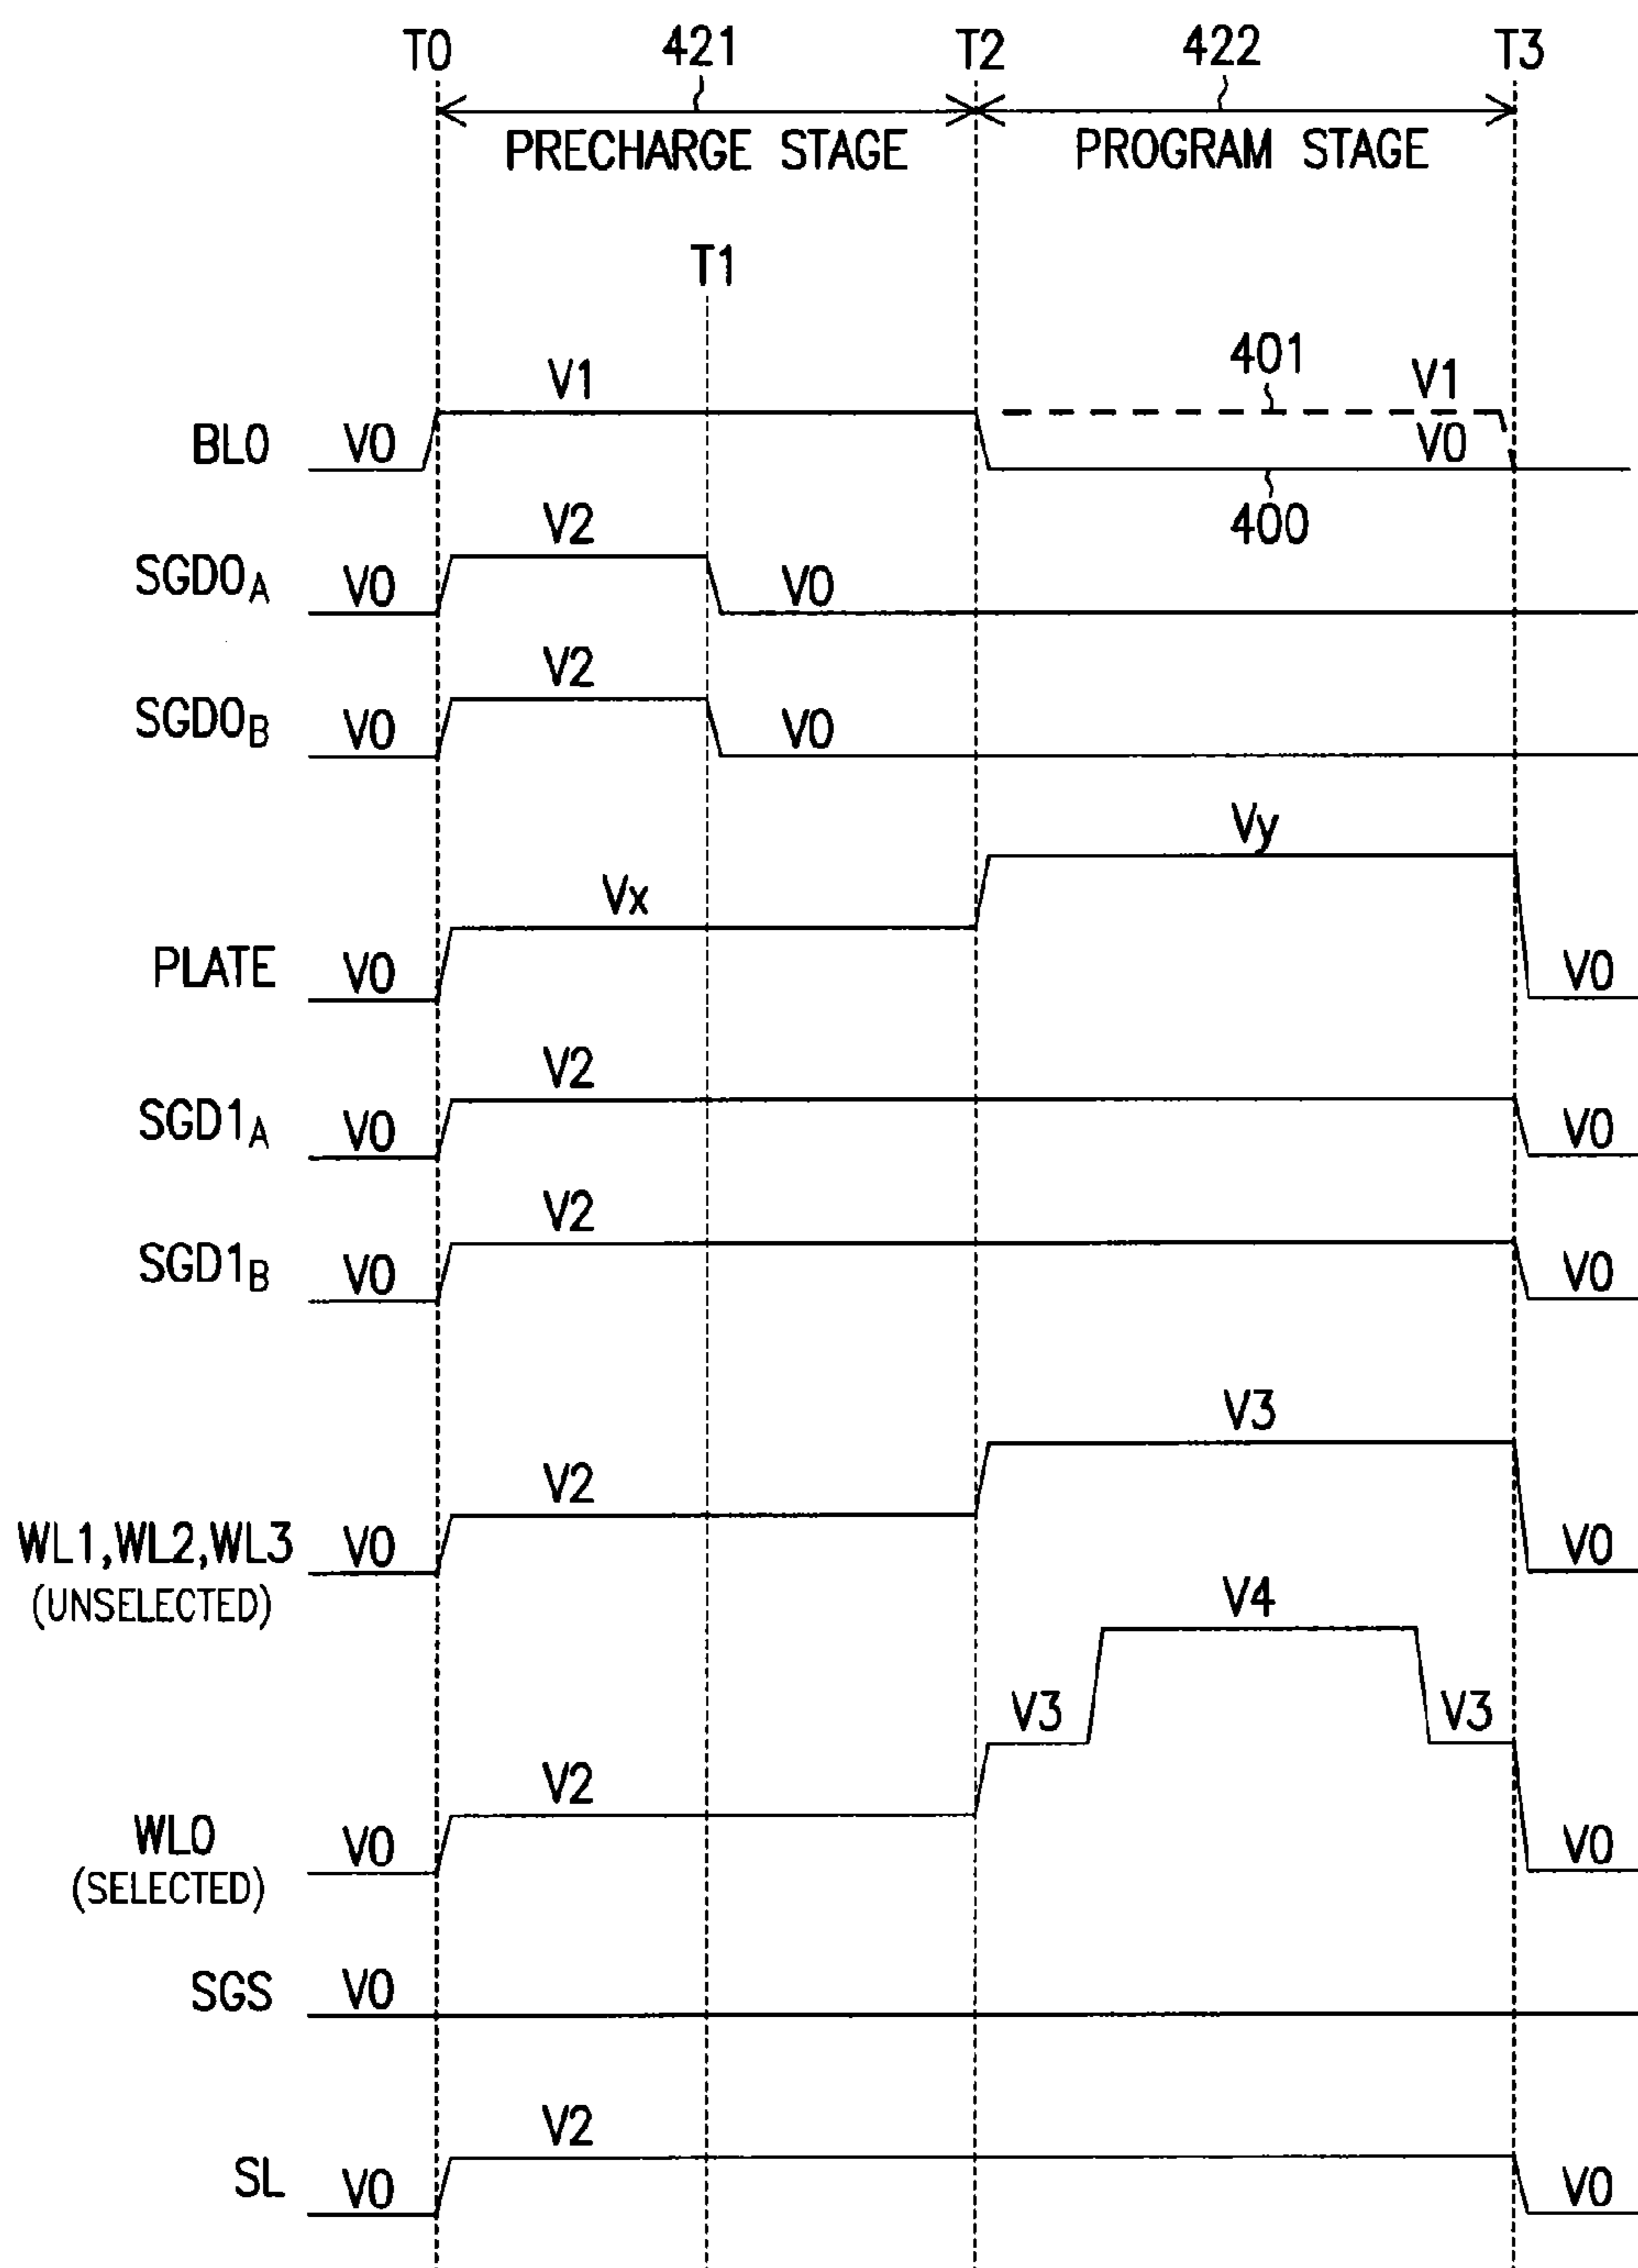 T0 421 T2 422 T3
PRECHARGE STAGE PROGRAM STAGE
T1
V1 401 V1
BL0 V0 V0
400
V2
SGD0A V0 V0
V2
SGD0B V0 V0
Vy
Vx
PLATE V0 V0
V2
SGD1A V0 V0
V2
SGD1B V0 V0
V3
V2
WL1,WL2,WL3 V0 V0
(UNSELECTED)
V4
V3 V3
V2
WL0 V0 V0
(SELECTED)
SGS V0
V2
SL V0 V0